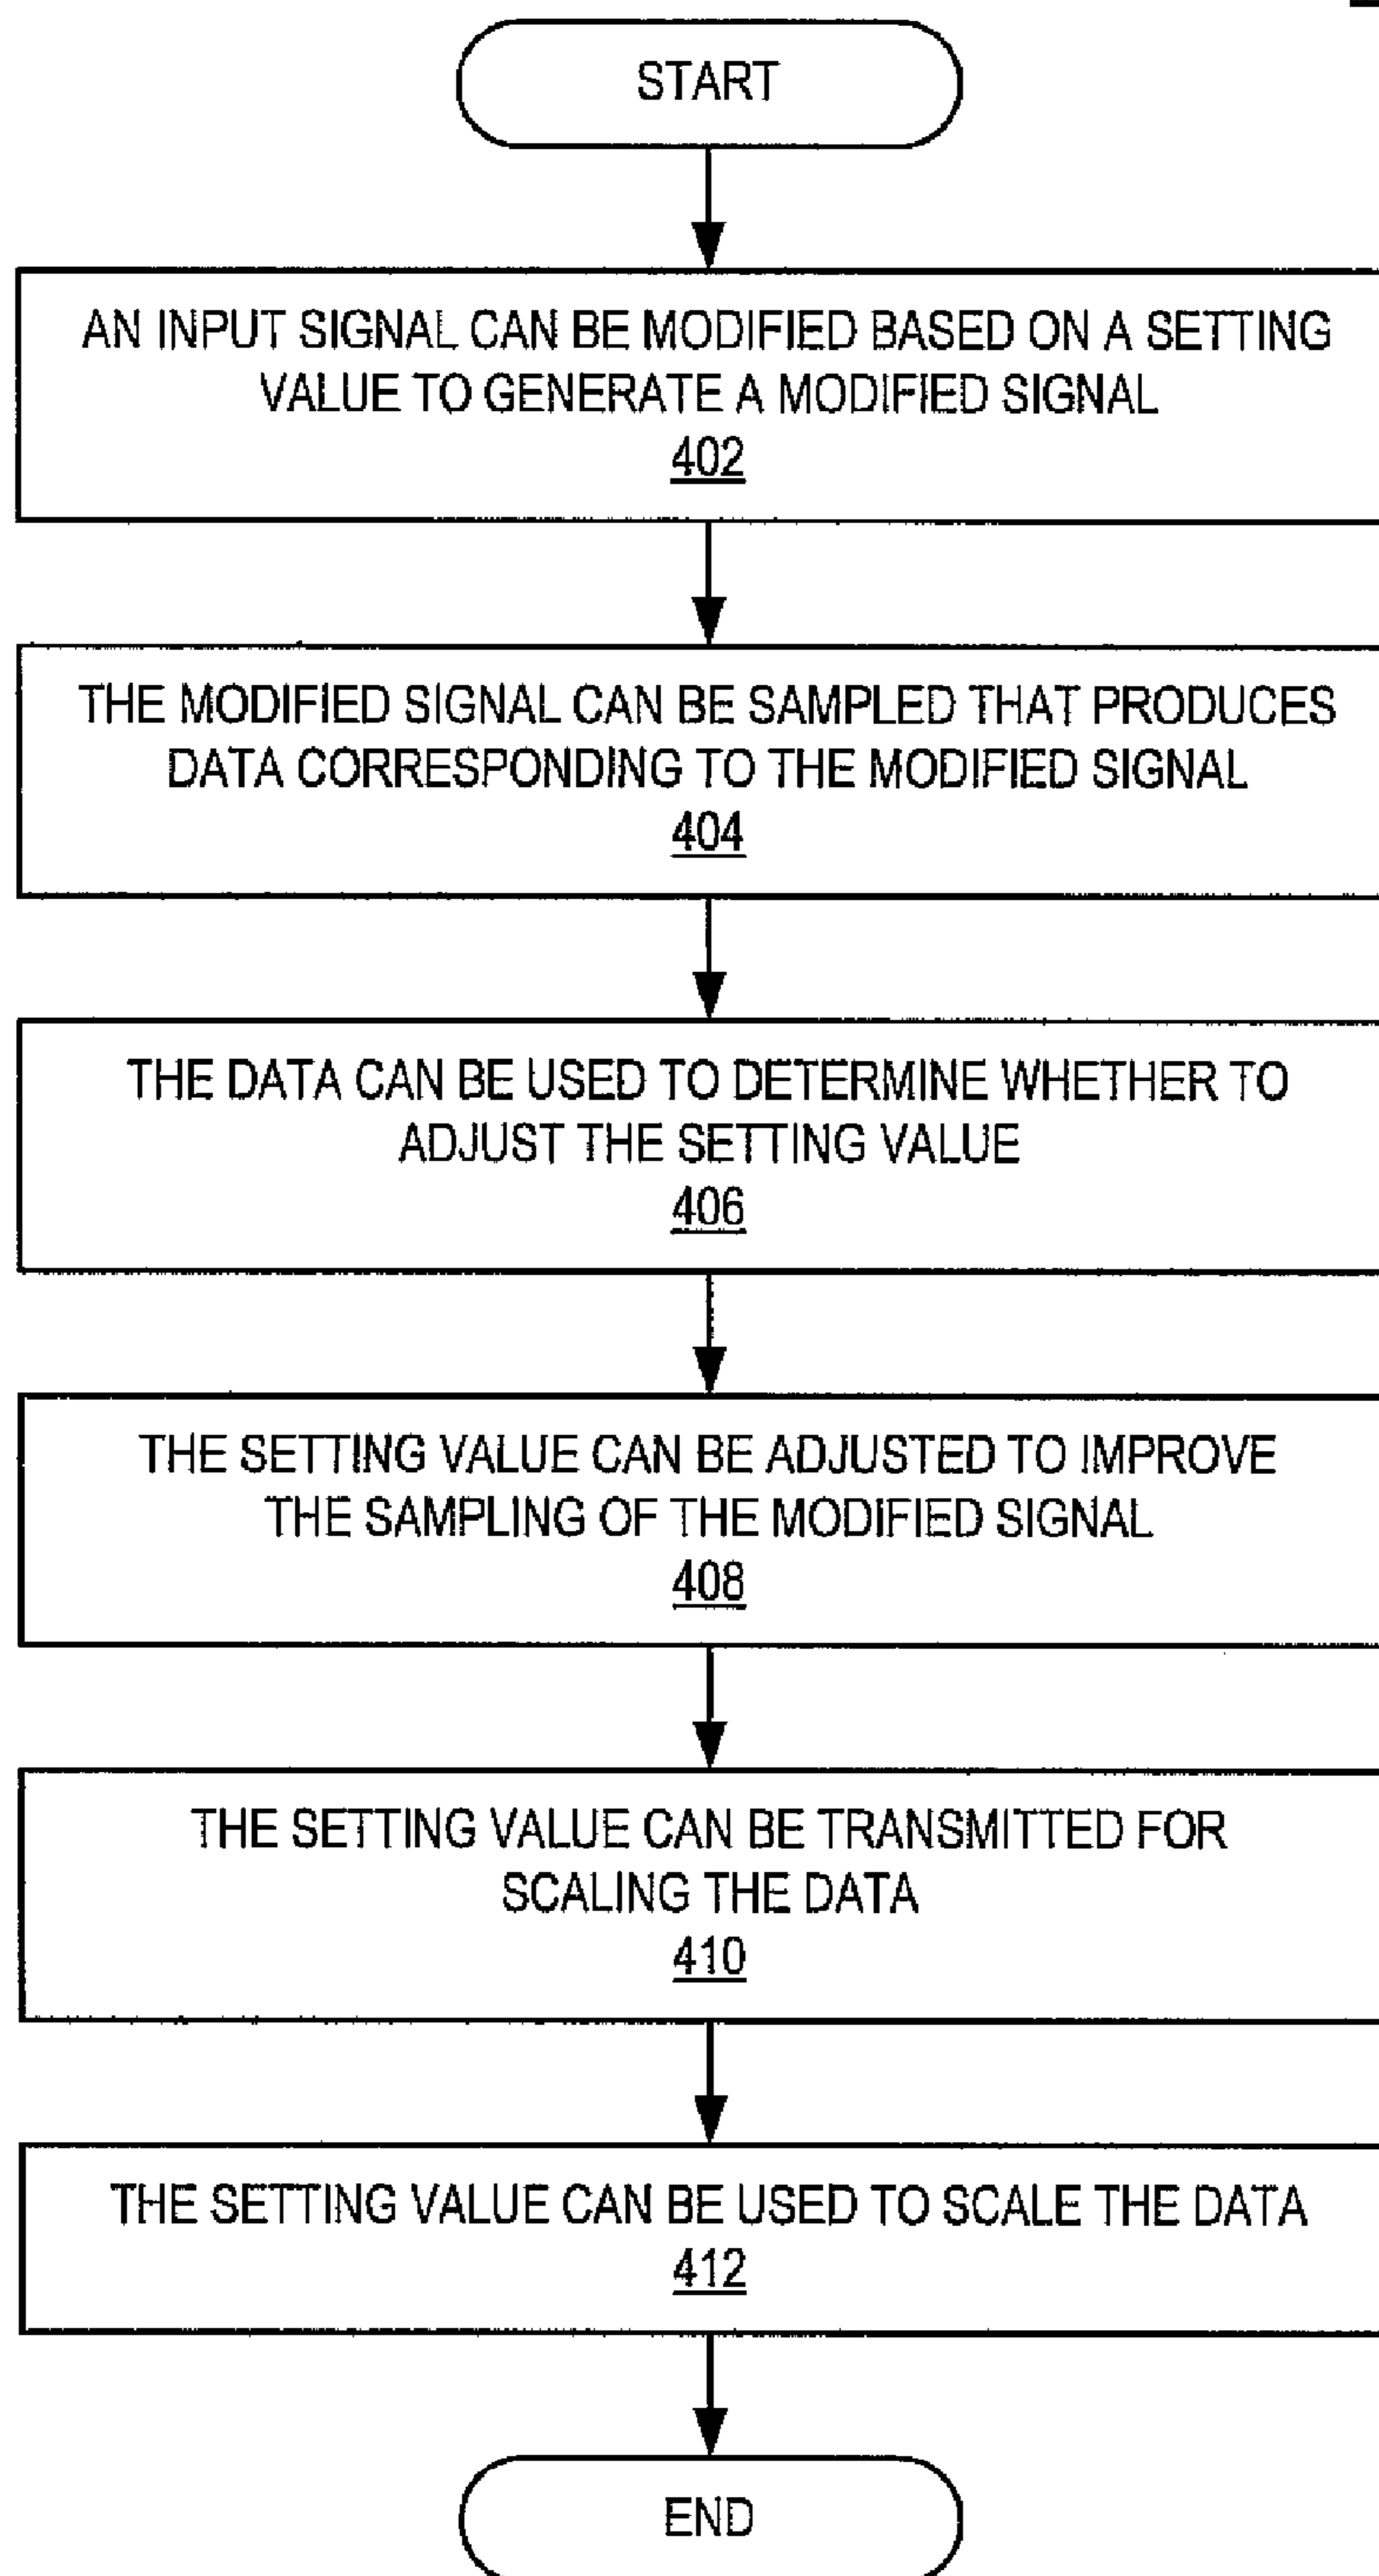 START
AN INPUT SIGNAL CAN BE MODIFIED BASED ON A SETTING
VALUE TO GENERATE A MODIFIED SIGNAL
402
THE MODIFIED SIGNAL CAN BE SAMPLED THAT PRODUCES
DATA CORRESPONDING TO THE MODIFIED SIGNAL
404
THE DATA CAN BE USED TO DETERMINE WHETHER TO
ADJUST THE SETTING VALUE
406
THE SETTING VALUE CAN BE ADJUSTED TO IMPROVE
THE SAMPLING OF THE MODIFIED SIGNAL
408
THE SETTING VALUE CAN BE TRANSMITTED FOR
SCALING THE DATA
410
THE SETTING VALUE CAN BE USED TO SCALE THE DATA
412
END